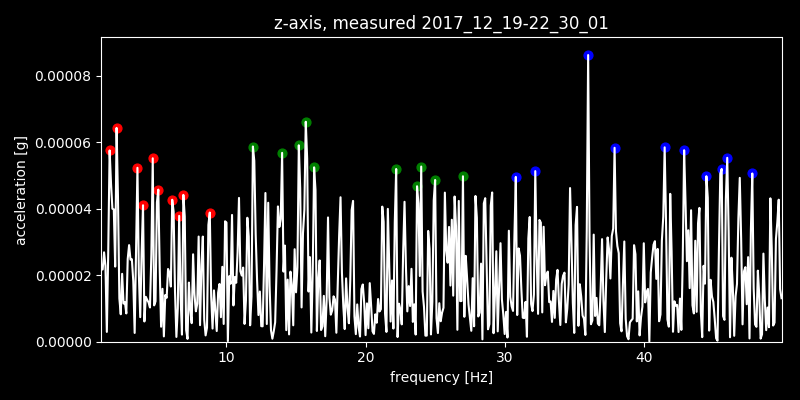 z-axis, measured 2017_12_19-22_30_01
0.00008
0.00006
0.00004
0.00002
0.00000
acceleration [g]
10 20 30 40
frequency [Hz]